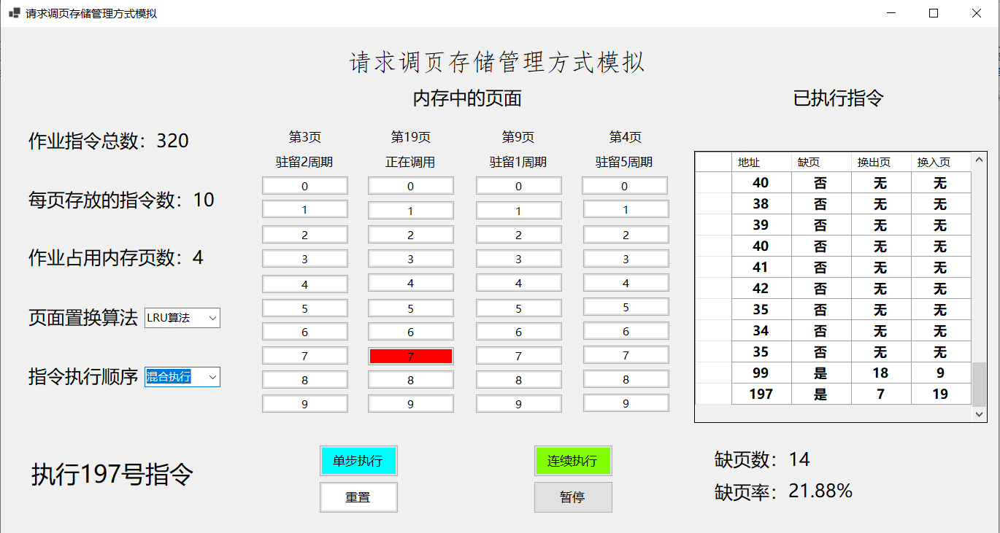 请求调页存储管理方式模拟
请求调页存储管理方式模拟
内存中的页面
已执行指令
作业指令总数：320
每页存放的指令数：10
作业占用内存页数：4
页面置换算法 LRU算法
指令执行顺序 混合执行
第3页 第19页 第9页 第4页
驻留2周期 正在调用 驻留1周期 驻留5周期
0 0 0 0
1 1 1 1
2 2 2 2
3 3 3 3
4 4 4 4
5 5 5 5
6 6 6 6
7 7 7 7
8 8 8 8
9 9 9 9
地址 缺页 换出页 换入页
40 否 无 无
38 否 无 无
39 否 无 无
40 否 无 无
41 否 无 无
42 否 无 无
35 否 无 无
34 否 无 无
35 否 无 无
99 是 18 9
197 是 7 19
执行197号指令
单步执行 连续执行
重置 暂停
缺页数：14
缺页率：21.88%